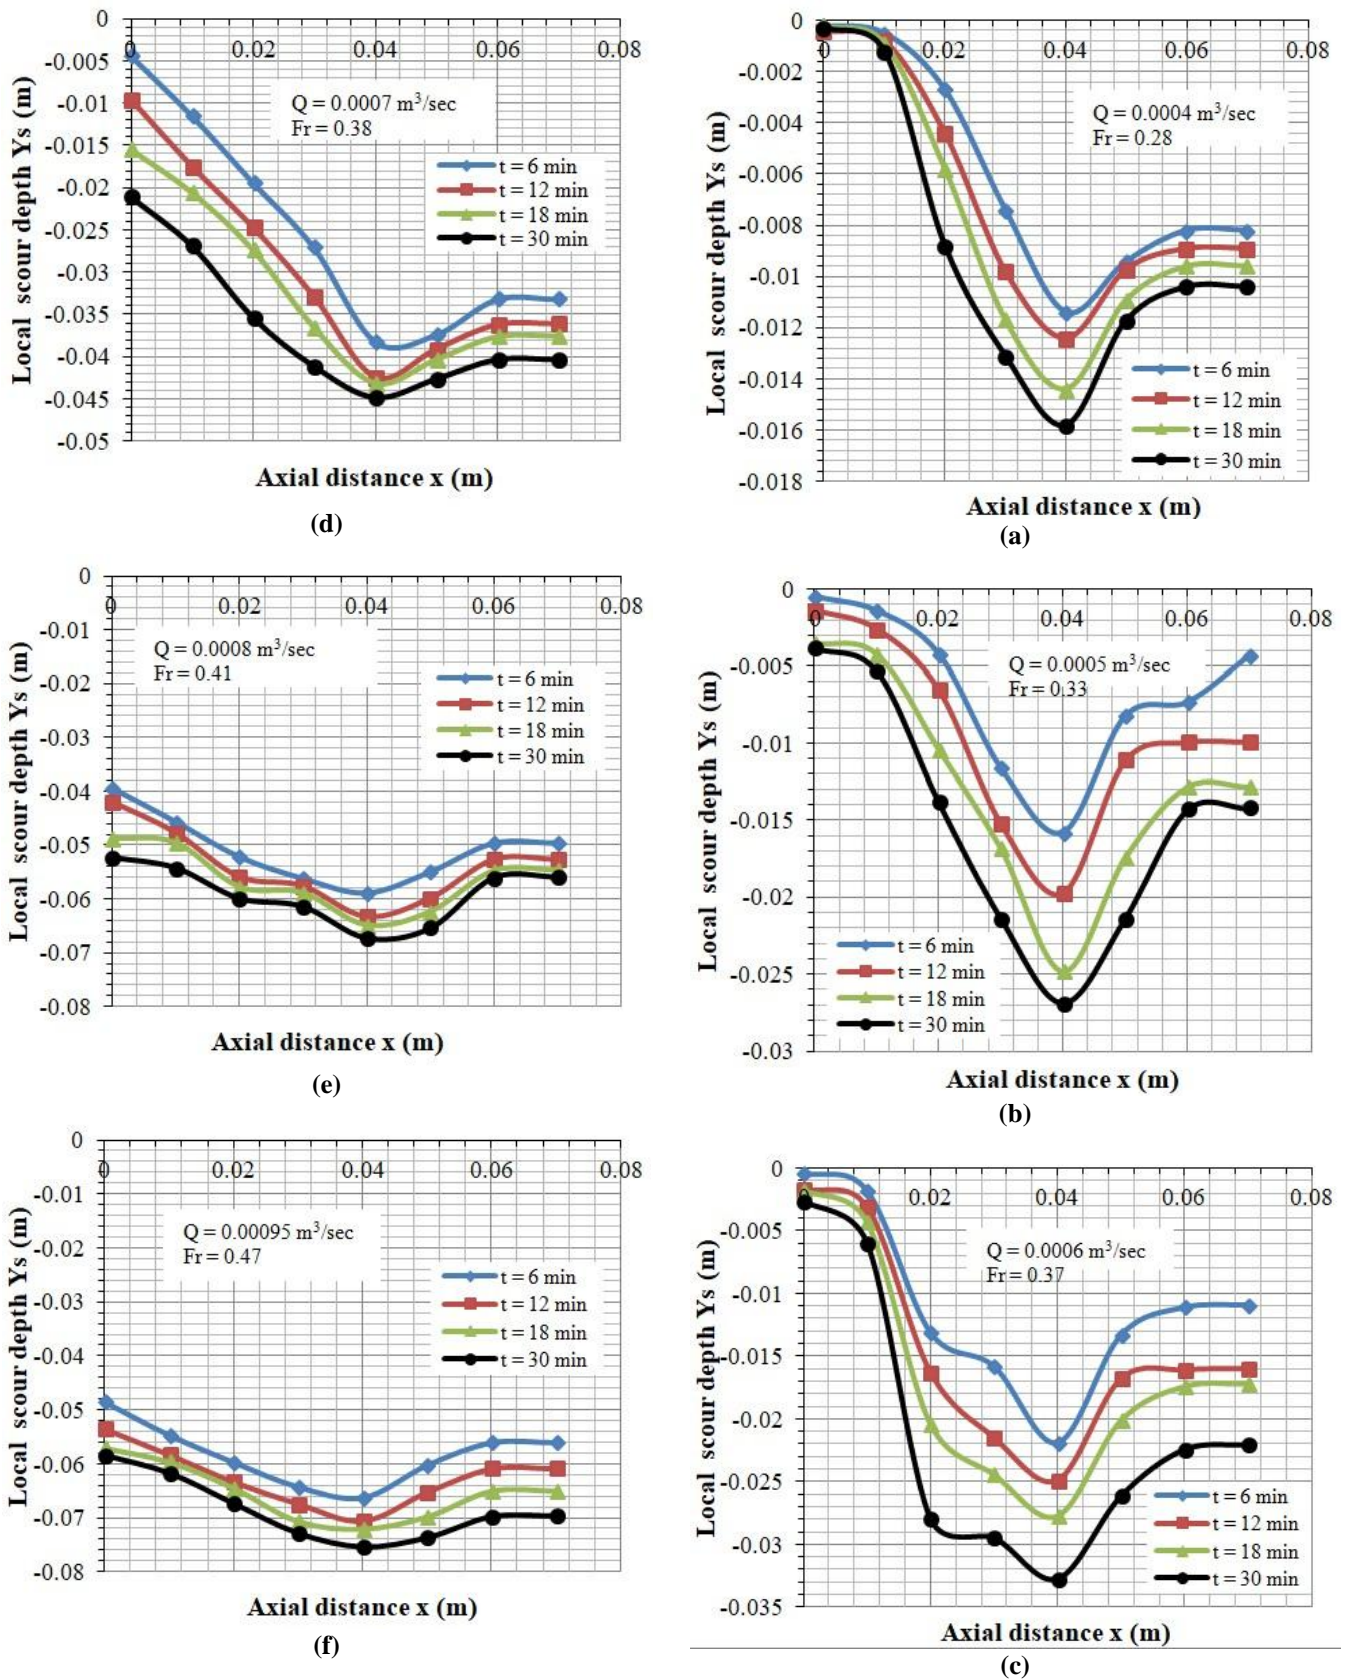 0
0 0.02 0.04 0.06 0.08
-0.005
-0.01
-0.015
-0.02
-0.025
-0.03
-0.035
-0.04
-0.045
-0.05
Local scour depth Ys (m)
Q = 0.0007 m³/sec
Fr = 0.38
t = 6 min
t = 12 min
t = 18 min
t = 30 min
Axial distance x (m)
(d)
0
0 0.02 0.04 0.06 0.08
-0.002
-0.004
-0.006
-0.008
-0.01
-0.012
-0.014
-0.016
-0.018
Local scour depth Ys (m)
Q = 0.0004 m³/sec
Fr = 0.28
t = 6 min
t = 12 min
t = 18 min
t = 30 min
Axial distance x (m)
(a)
0
0 0.02 0.04 0.06 0.08
-0.01
-0.02
-0.03
-0.04
-0.05
-0.06
-0.07
-0.08
Local scour depth Ys (m)
Q = 0.0008 m³/sec
Fr = 0.41
t = 6 min
t = 12 min
t = 18 min
t = 30 min
Axial distance x (m)
(e)
0
0 0.02 0.04 0.06 0.08
-0.005
-0.01
-0.015
-0.02
-0.025
-0.03
Local scour depth Ys (m)
Q = 0.0005 m³/sec
Fr = 0.33
t = 6 min
t = 12 min
t = 18 min
t = 30 min
Axial distance x (m)
(b)
0
0 0.02 0.04 0.06 0.08
-0.01
-0.02
-0.03
-0.04
-0.05
-0.06
-0.07
-0.08
Local scour depth Ys (m)
Q = 0.00095 m³/sec
Fr = 0.47
t = 6 min
t = 12 min
t = 18 min
t = 30 min
Axial distance x (m)
(f)
0
0 0.02 0.04 0.06 0.08
-0.005
-0.01
-0.015
-0.02
-0.025
-0.03
-0.035
Local scour depth Ys (m)
Q = 0.0006 m³/sec
Fr = 0.37
t = 6 min
t = 12 min
t = 18 min
t = 30 min
Axial distance x (m)
(c)